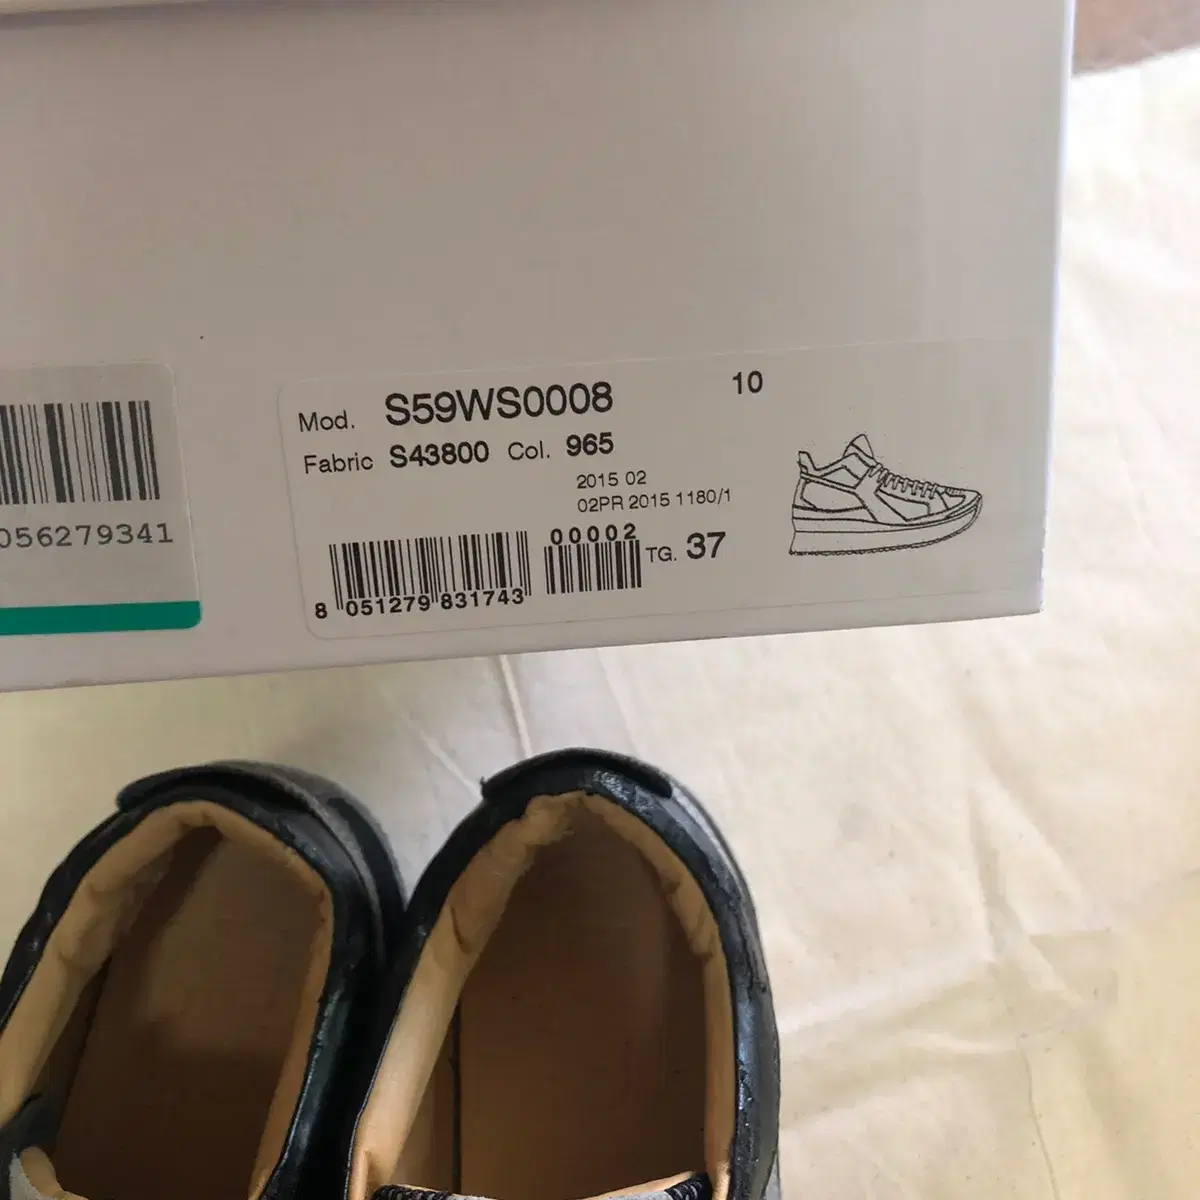 056279341
Mod. S59WS0008 10
Fabric S43800 Col. 965
2015 02
02PR 2015 1180/1
00002
TG. 37
8 051279 831743